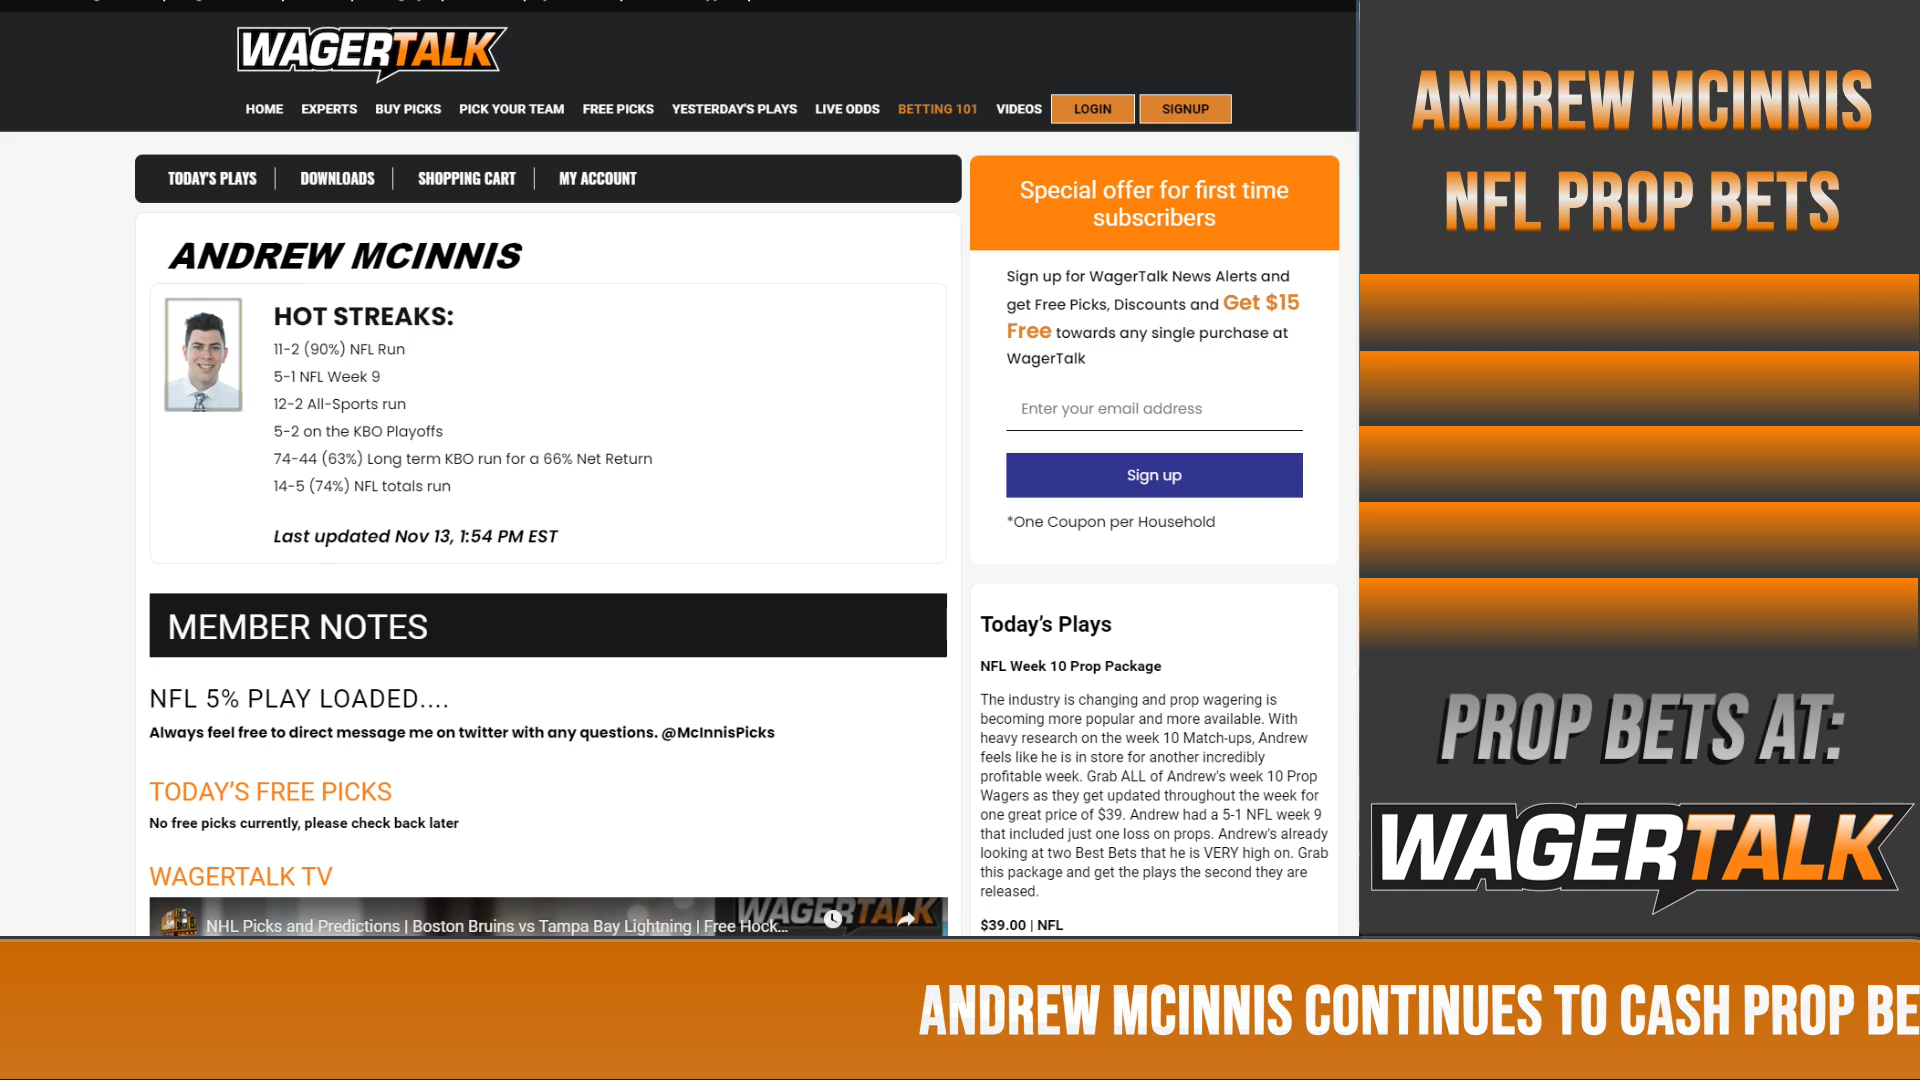 WAGERTALK
HOME EXPERTS BUY PICKS PICK YOUR TEAM FREE PICKS YESTERDAY'S PLAYS LIVE ODDS BETTING 101 VIDEOS LOGIN SIGNUP
TODAY'S PLAYS DOWNLOADS SHOPPING CART MY ACCOUNT
ANDREW MCINNIS
HOT STREAKS:
11-2 (90%) NFL Run
5-1 NFL Week 9
12-2 All-Sports run
5-2 on the KBO Playoffs
74-44 (63%) Long term KBO run for a 66% Net Return
14-5 (74%) NFL totals run
Last updated Nov 13, 1:54 PM EST
MEMBER NOTES
NFL 5% PLAY LOADED....
Always feel free to direct message me on twitter with any questions. @McInnisPicks
TODAY'S FREE PICKS
No free picks currently, please check back later
WAGERTALK TV
WAGERTALK
NHL Picks and Predictions | Boston Bruins vs Tampa Bay Lightning | Free Hock...
Special offer for first time
subscribers
Sign up for WagerTalk News Alerts and
get Free Picks, Discounts and Get $15
Free towards any single purchase at
WagerTalk
Enter your email address
Sign up
*One Coupon per Household
Today's Plays
NFL Week 10 Prop Package
The industry is changing and prop wagering is
becoming more popular and more available. With
heavy research on the week 10 Match-ups, Andrew
feels like he is in store for another incredibly
profitable week. Grab ALL of Andrew's week 10 Prop
Wagers as they get updated throughout the week for
one great price of $39. Andrew had a 5-1 NFL week 9
that included just one loss on props. Andrew's already
looking at two Best Bets that he is VERY high on. Grab
this package and get the plays the second they are
released.
$39.00 | NFL
ANDREW MCINNIS
NFL PROP BETS
PROP BETS AT:
WAGERTALK
ANDREW MCINNIS CONTINUES TO CASH PROP BE